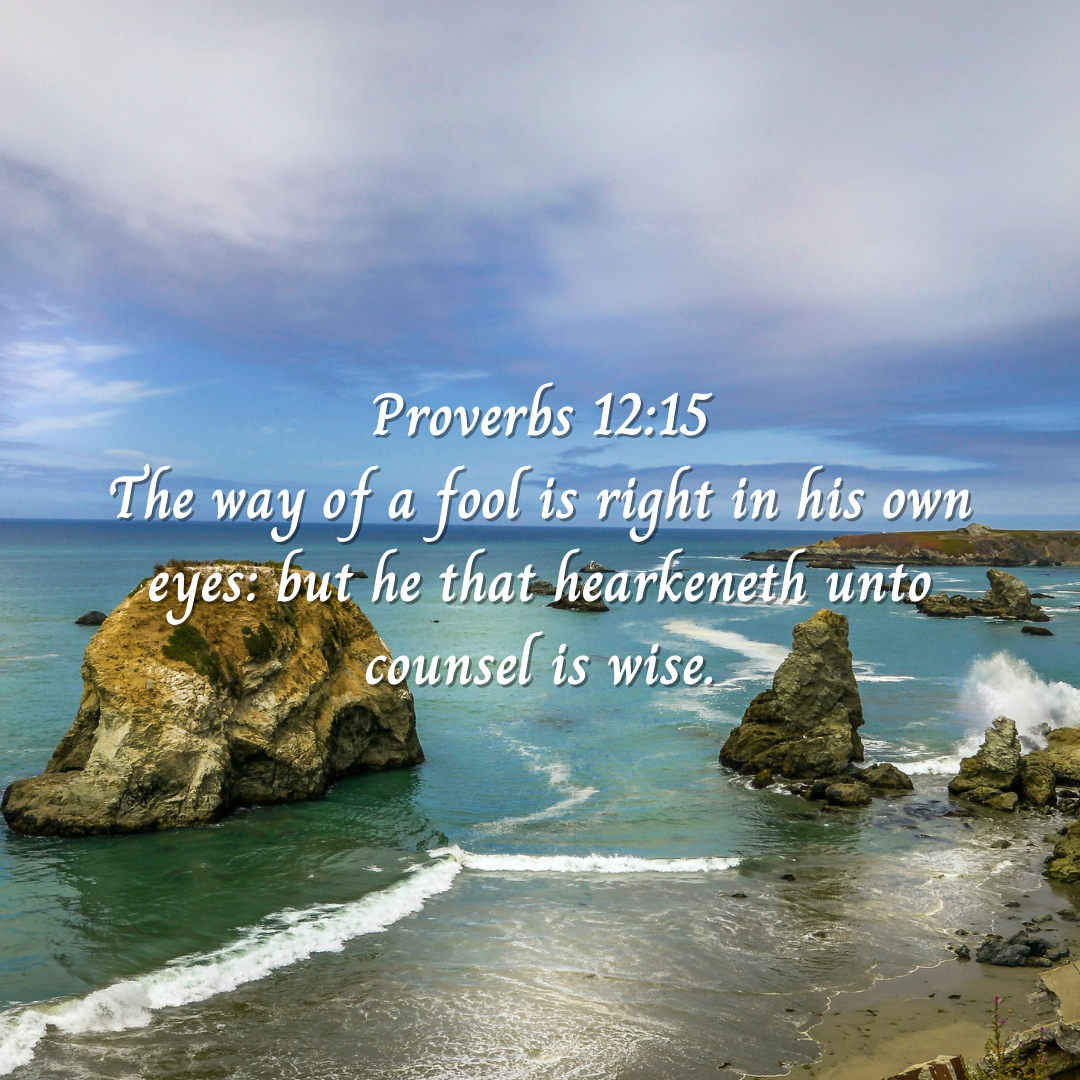 Proverbs 12:15
The way of a fool is right in his own
eyes: but he that hearkeneth unto
counsel is wise.